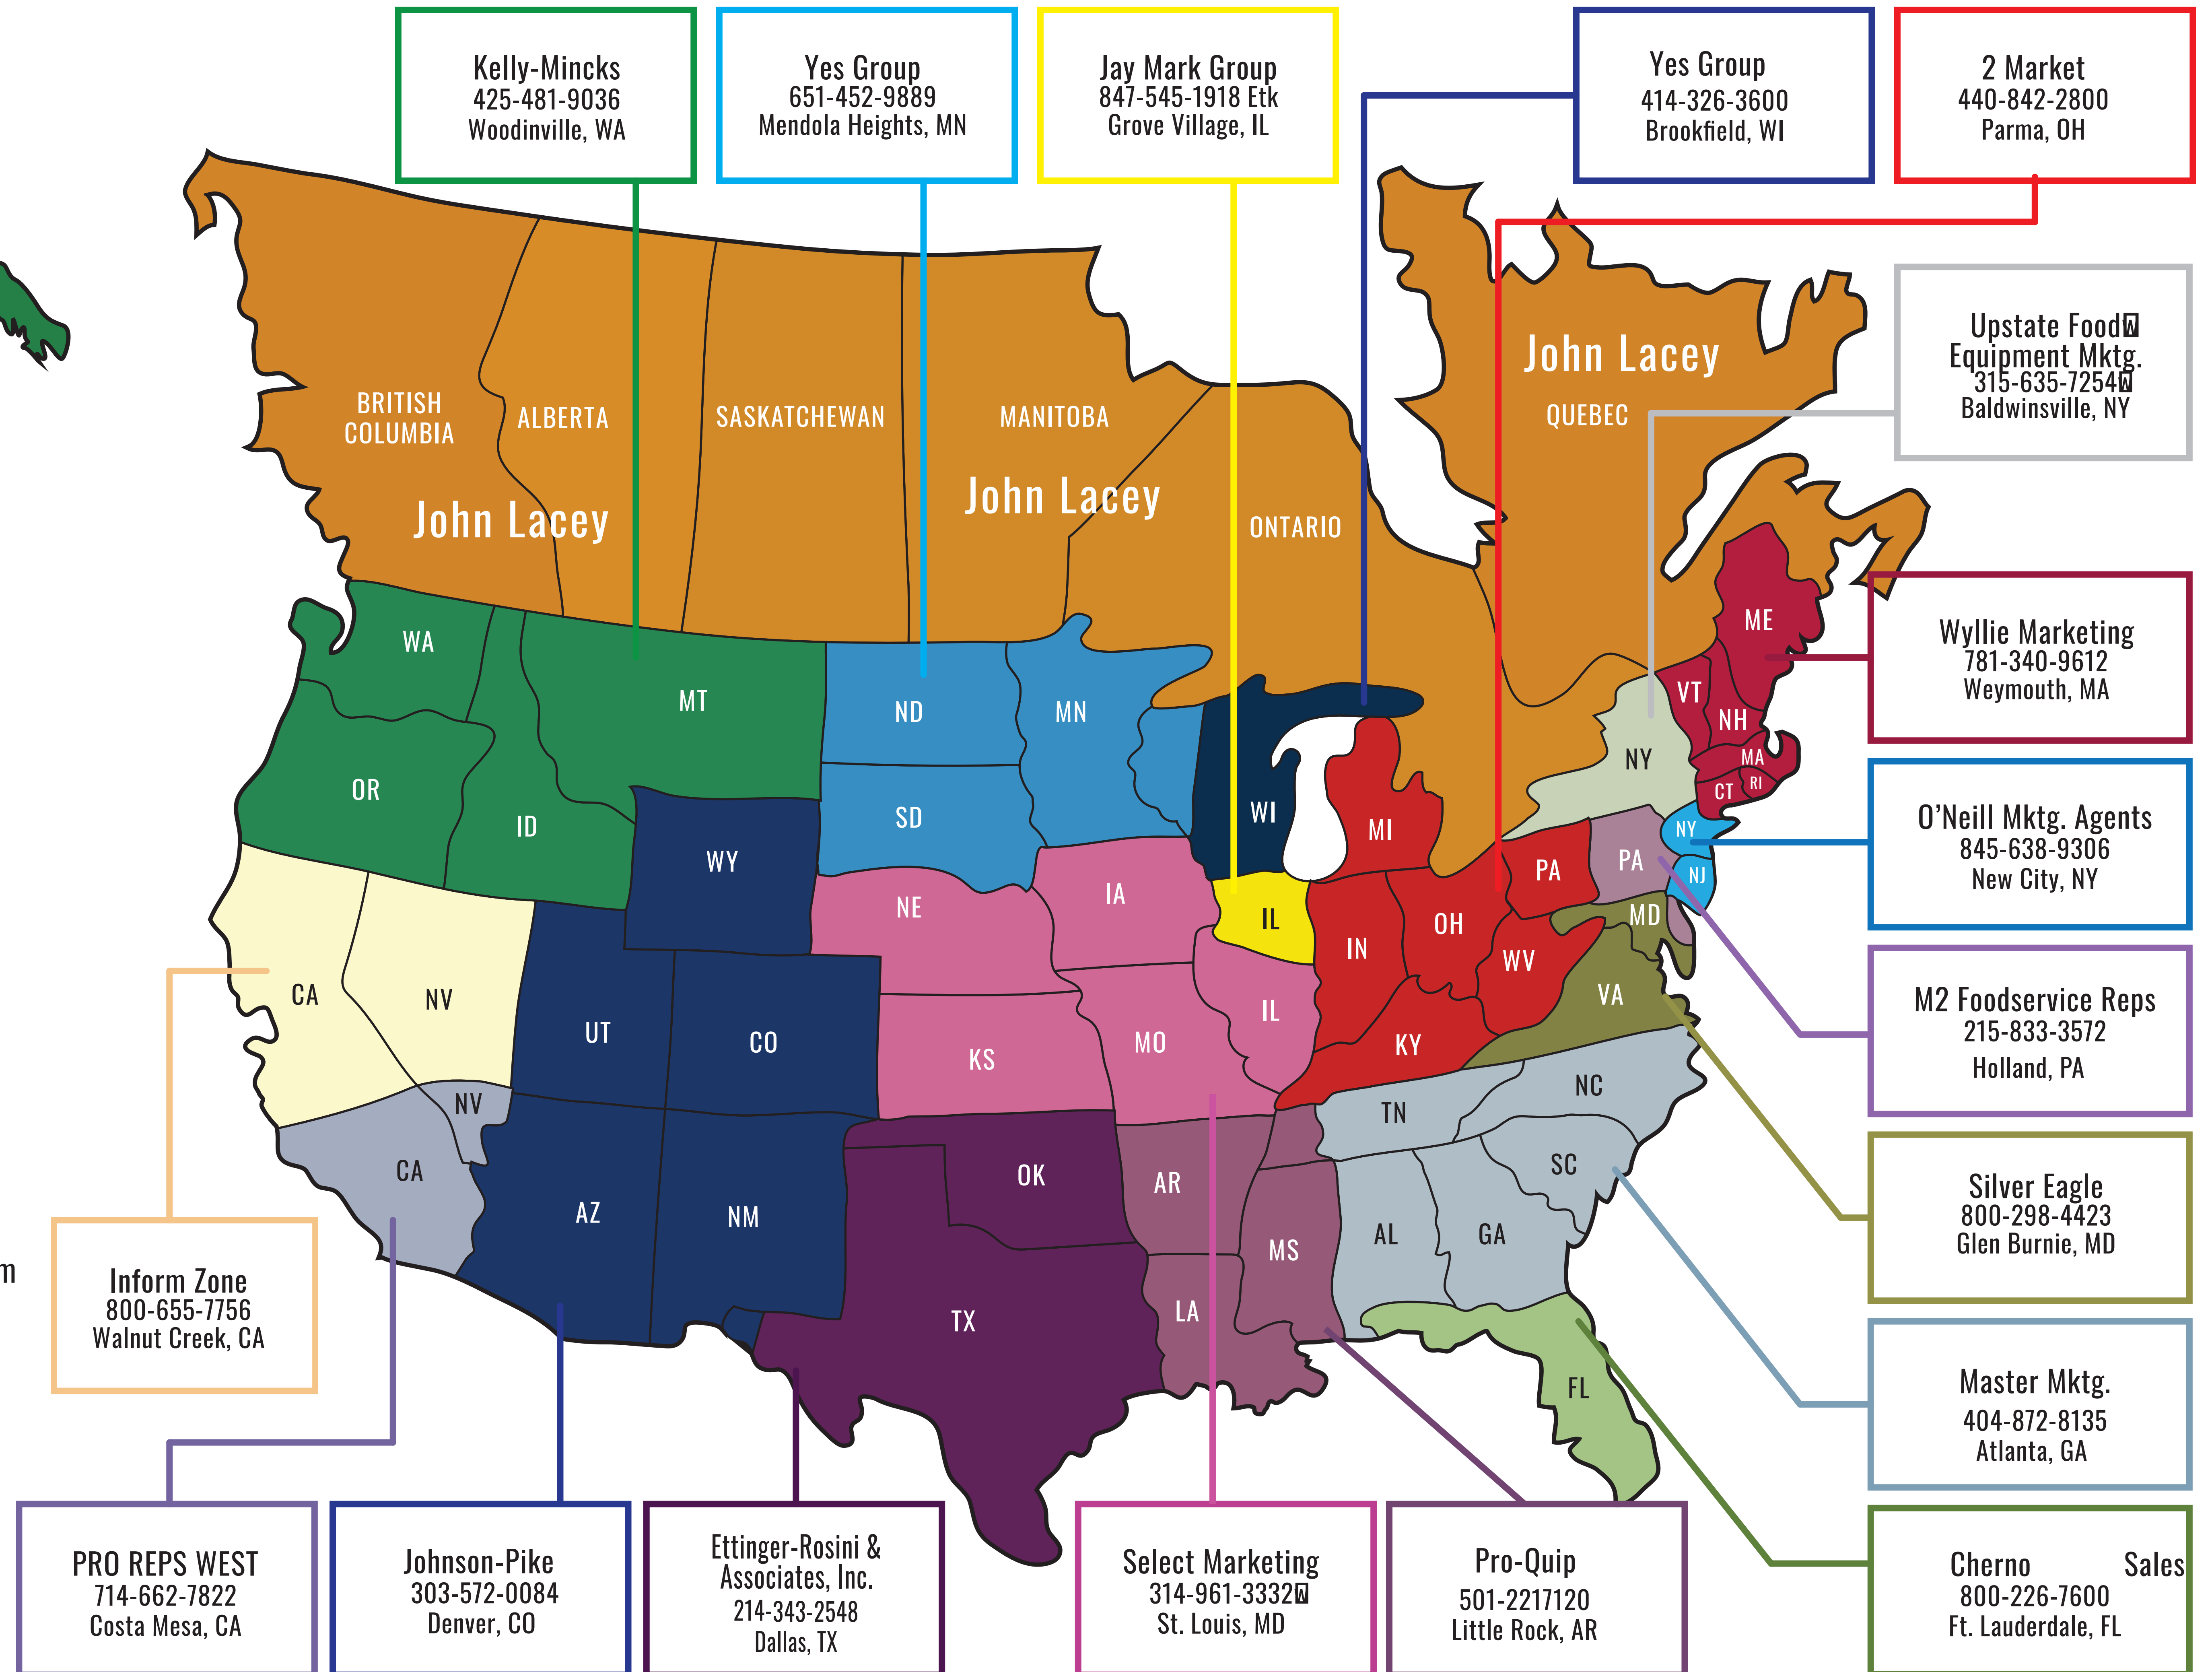 Kelly-Mincks
425-481-9036
Woodinville, WA
Yes Group
651-452-9889
Mendola Heights, MN
Jay Mark Group
847-545-1918 Etk
Grove Village, IL
Yes Group
414-326-3600
Brookfield, WI
2 Market
440-842-2800
Parma, OH
Upstate Food
Equipment Mktg.
315-635-7254
Baldwinsville, NY
John Lacey
QUEBEC
BRITISH
COLUMBIA
ALBERTA
SASKATCHEWAN
MANITOBA
John Lacey
John Lacey
ONTARIO
Wyllie Marketing
781-340-9612
Weymouth, MA
ME
WA
MT
ND
MN
VT
NH
OR
ID
WY
SD
WI
MI
NY
MA
CT
RI
NY
O'Neill Mktg. Agents
845-638-9306
New City, NY
NE
IA
IL
IN
OH
PA
PA
NJ
MD
WV
VA
CA
NV
UT
CO
KS
MO
IL
KY
M2 Foodservice Reps
215-833-3572
Holland, PA
NV
CA
AZ
NM
OK
AR
TN
NC
SC
MS
AL
GA
TX
LA
FL
Silver Eagle
800-298-4423
Glen Burnie, MD
m
Inform Zone
800-655-7756
Walnut Creek, CA
Master Mktg.
404-872-8135
Atlanta, GA
PRO REPS WEST
714-662-7822
Costa Mesa, CA
Johnson-Pike
303-572-0084
Denver, CO
Ettinger-Rosini &
Associates, Inc.
214-343-2548
Dallas, TX
Select Marketing
314-961-3332
St. Louis, MD
Pro-Quip
501-2217120
Little Rock, AR
Cherno Sales
800-226-7600
Ft. Lauderdale, FL